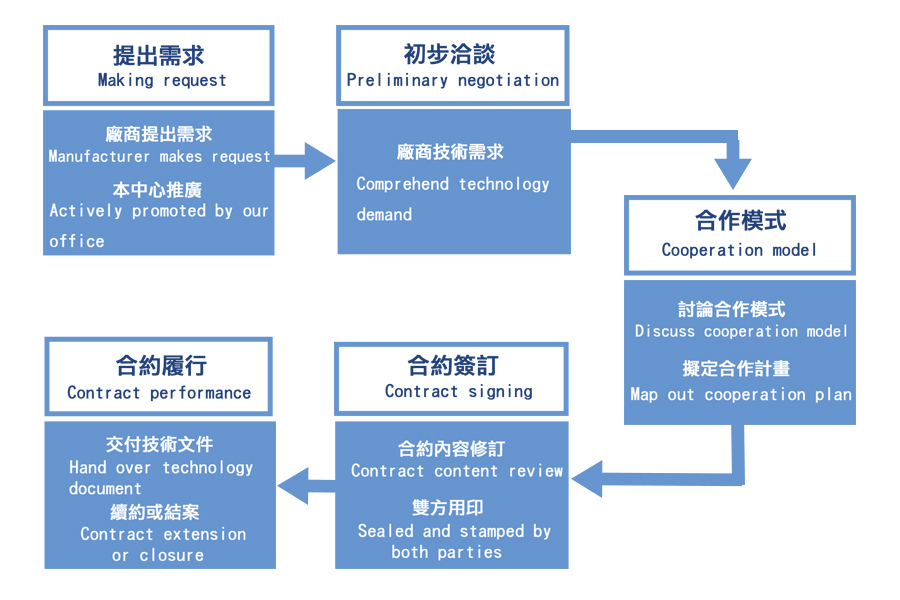 提出需求
Making request
廠商提出需求
Manufacturer makes request
本中心推廣
Actively promoted by our
office
初步洽談
Preliminary negotiation
廠商技術需求
Comprehend technology
demand
合作模式
Cooperation model
討論合作模式
Discuss cooperation model
擬定合作計畫
Map out cooperation plan
合約簽訂
Contract signing
合約內容修訂
Contract content review
雙方用印
Sealed and stamped by
both parties
合約履行
Contract performance
交付技術文件
Hand over technology
document
續約或結案
Contract extension
or closure